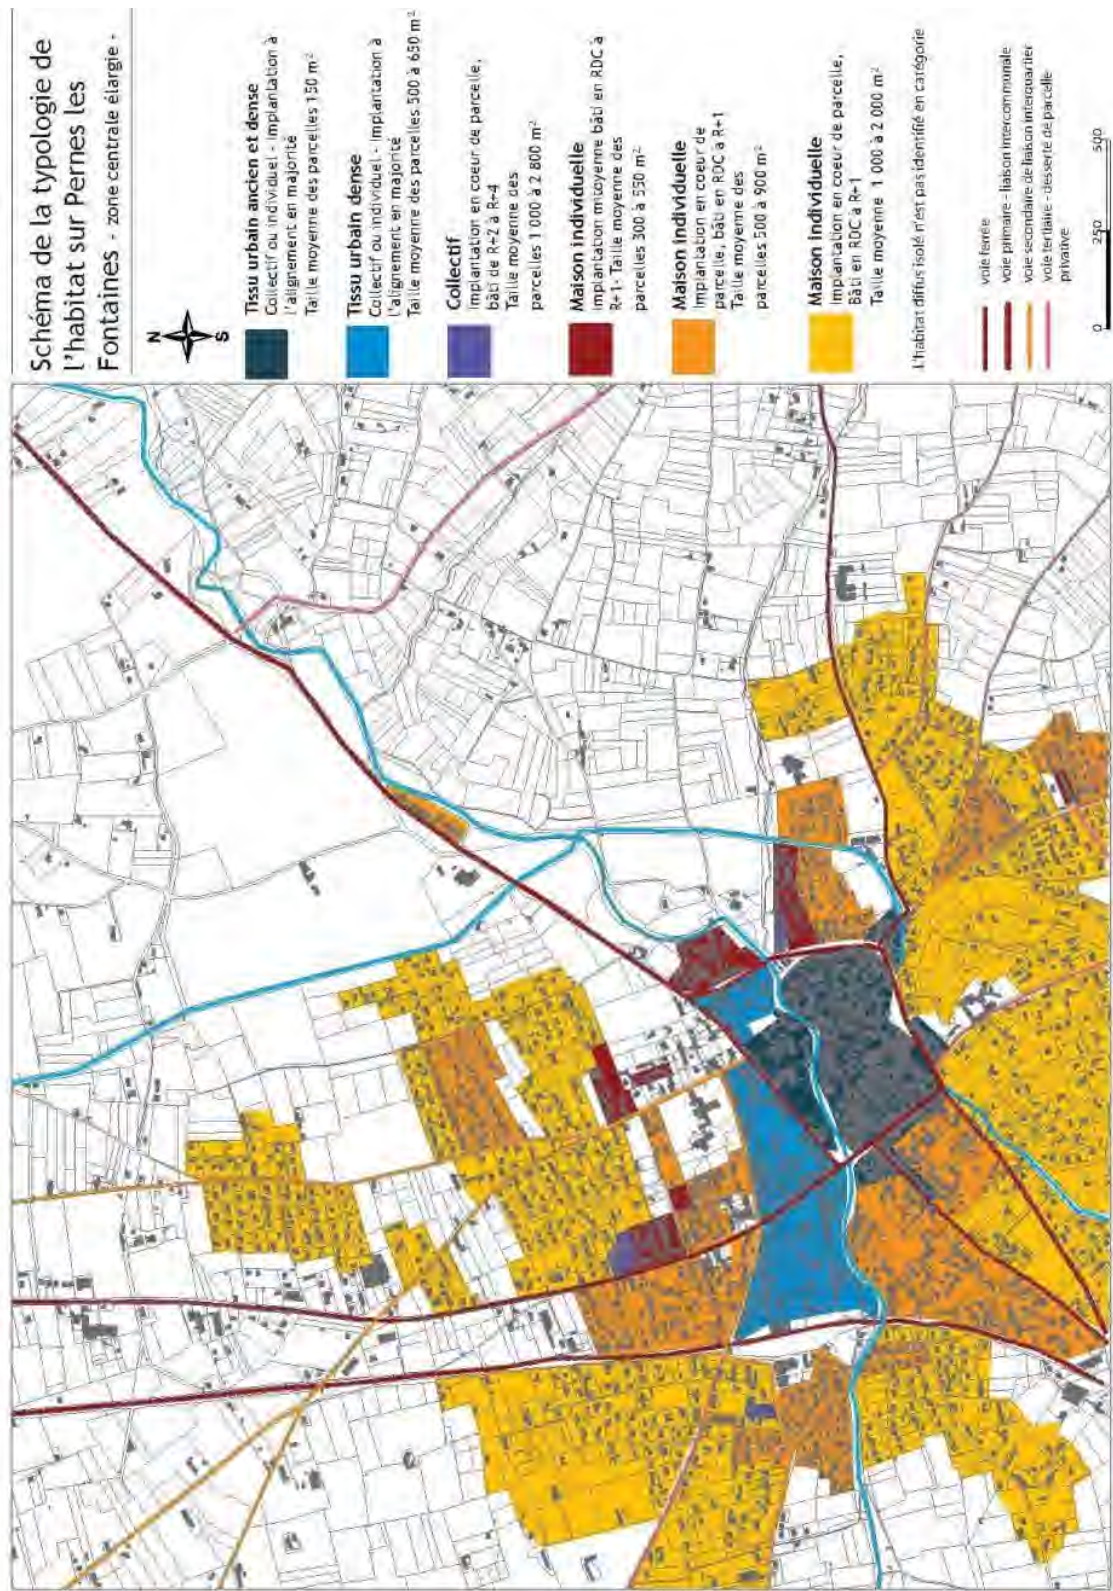 Schéma de la typologie de
l'habitat sur Pernes les
Fontaines - zone centrale élargie -
N
S
Tissu urbain ancien et dense
Collectif ou individuel - implantation à
l'alignement en majorité
Taille moyenne des parcelles 150 m²
Tissu urbain dense
Collectif ou individuel - implantation à
l'alignement en majorité
Taille moyenne des parcelles 500 à 650 m²
Collectif
Implantation en coeur de parcelle,
bâti de R+2 à R+4
Taille moyenne des
parcelles 1 000 à 2 800 m²
Maison individuelle
Implantation mitoyenne bâti en RDC à
R+1- Taille moyenne des
parcelles 300 à 550 m²
Maison individuelle
Implantation en coeur de
parcelle, bâti en RDC à R+1
Taille moyenne des
parcelles 500 à 900 m²
Maison individuelle
Implantation en coeur de parcelle,
Bâti en RDC à R+1
Taille moyenne 1 000 à 2 000 m²
L'habitat diffus isolé n'est pas identifié en catégorie
voie ferrée
voie primaire - liaison intercommunale
voie secondaire de liaison interquartier
voie tertiaire - desserte de parcelle
privative
0 250 500